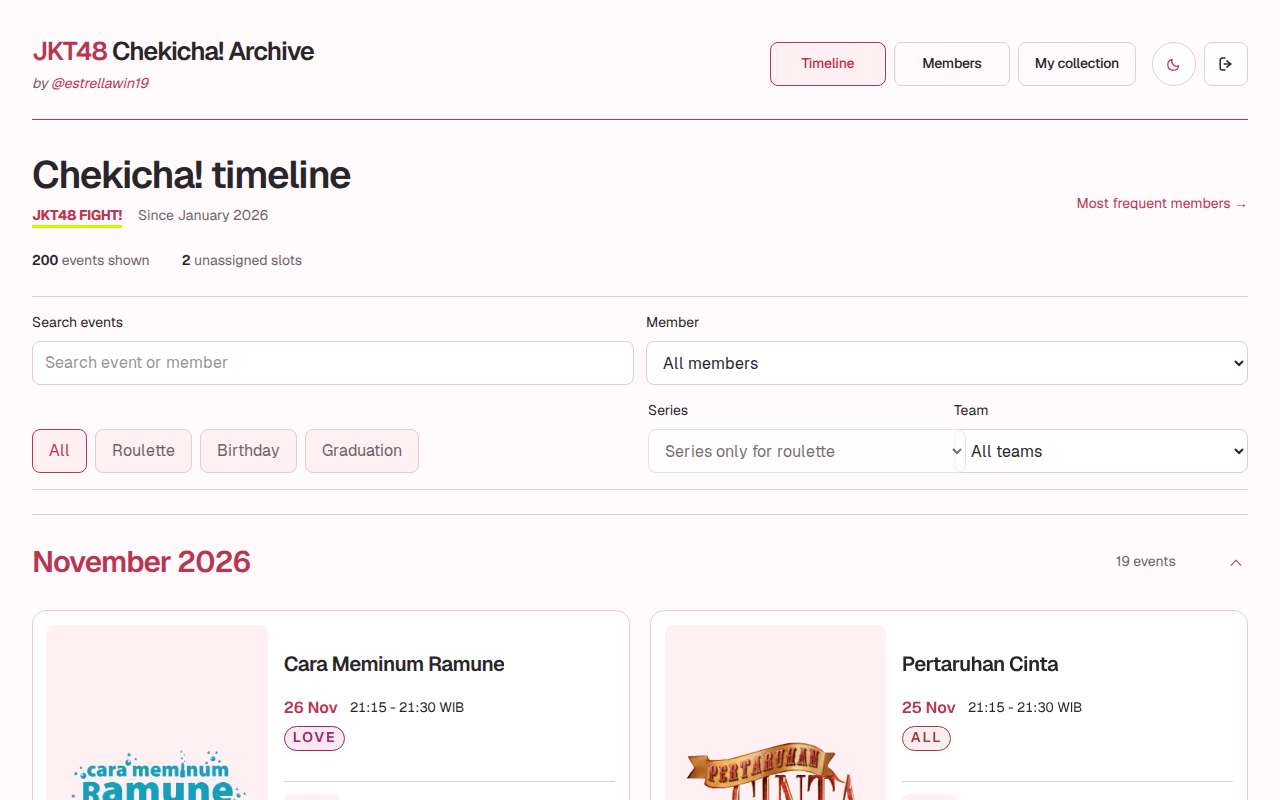 JKT48 Chekicha! Archive
by @estrellawin19
Timeline
Members
My collection
Chekicha! timeline
JKT48 FIGHT! Since January 2026
Most frequent members →
200 events shown 2 unassigned slots
Search events
Search event or member
Member
All members
All
Roulette
Birthday
Graduation
Series
Series only for roulette
Team
All teams
November 2026
19 events
cara meminum
Ramune
Cara Meminum Ramune
26 Nov 21:15 - 21:30 WIB
LOVE
PERTARUHAN
CINTA
Pertaruhan Cinta
25 Nov 21:15 - 21:30 WIB
ALL